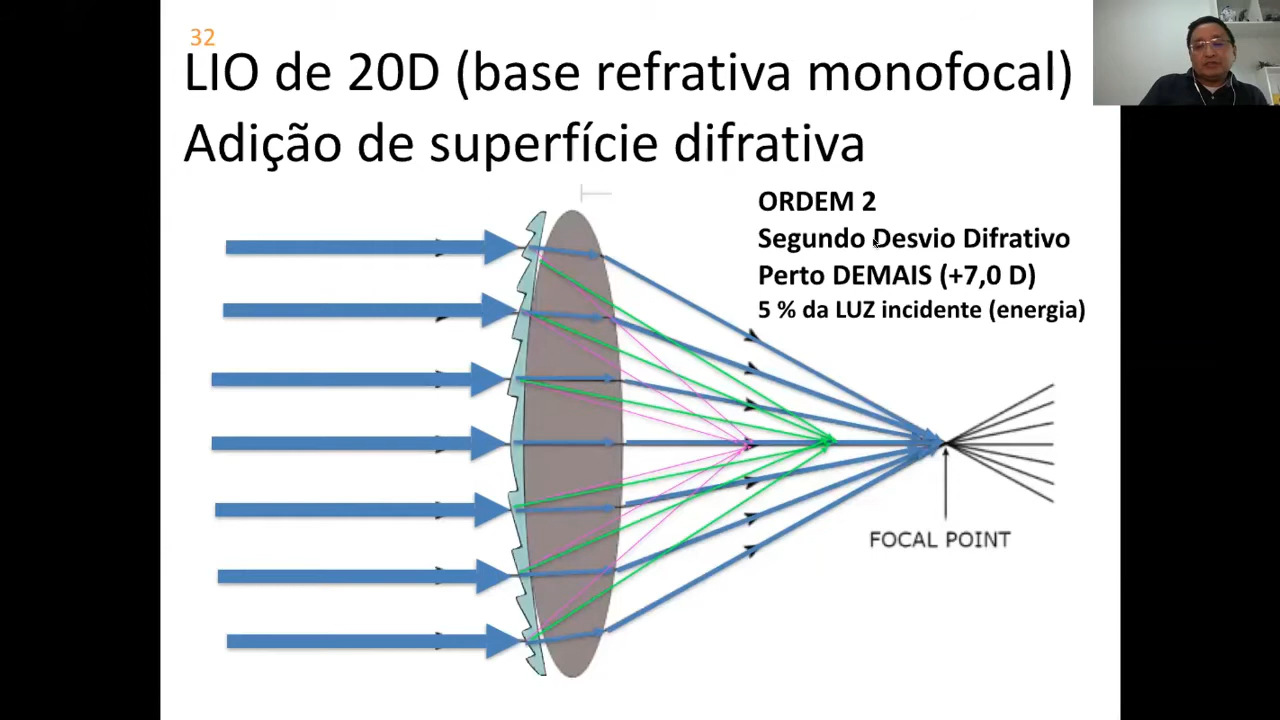 32
LIO de 20D (base refrativa monofocal)
Adição de superfície difrativa
ORDEM 2
Segundo Desvio Difrativo
Perto DEMAIS (+7,0 D)
5 % da LUZ incidente (energia)
FOCAL POINT